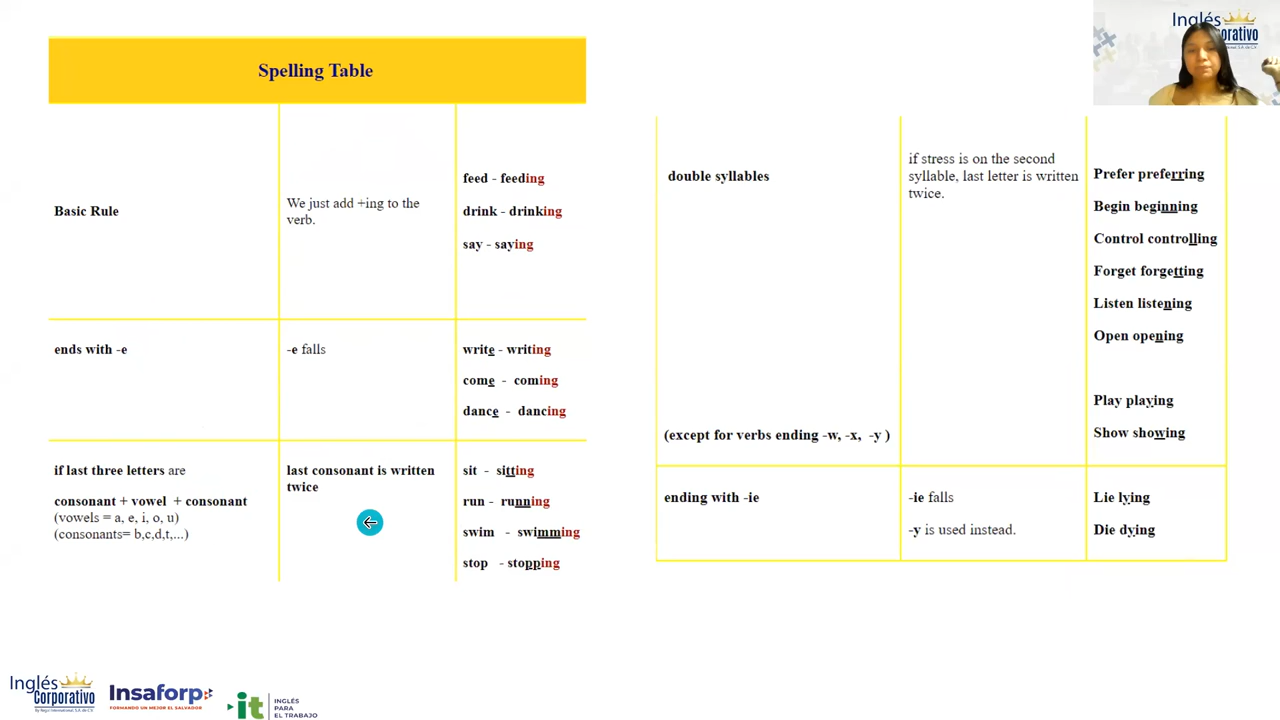 Spelling Table
Basic Rule
We just add +ing to the
verb.
feed - feeding
drink - drinking
say - saying
ends with -e
-e falls
write - writing
come - coming
dance - dancing
if last three letters are
consonant + vowel + consonant
(vowels = a, e, i, o, u)
(consonants= b,c,d,t,...)
last consonant is written
twice
sit - sitting
run - running
swim - swimming
stop - stopping
double syllables
(except for verbs ending -w, -x, -y )
if stress is on the second
syllable, last letter is written
twice.
Prefer preferring
Begin beginning
Control controlling
Forget forgetting
Listen listening
Open opening
Play playing
Show showing
ending with -ie
-ie falls
-y is used instead.
Lie lying
Die dying
Inglés
Inglés
Corporativo
Insaforp
FORMANDO UN MEJOR EL SALVADOR
it
INGLÉS
PARA
EL TRABAJO